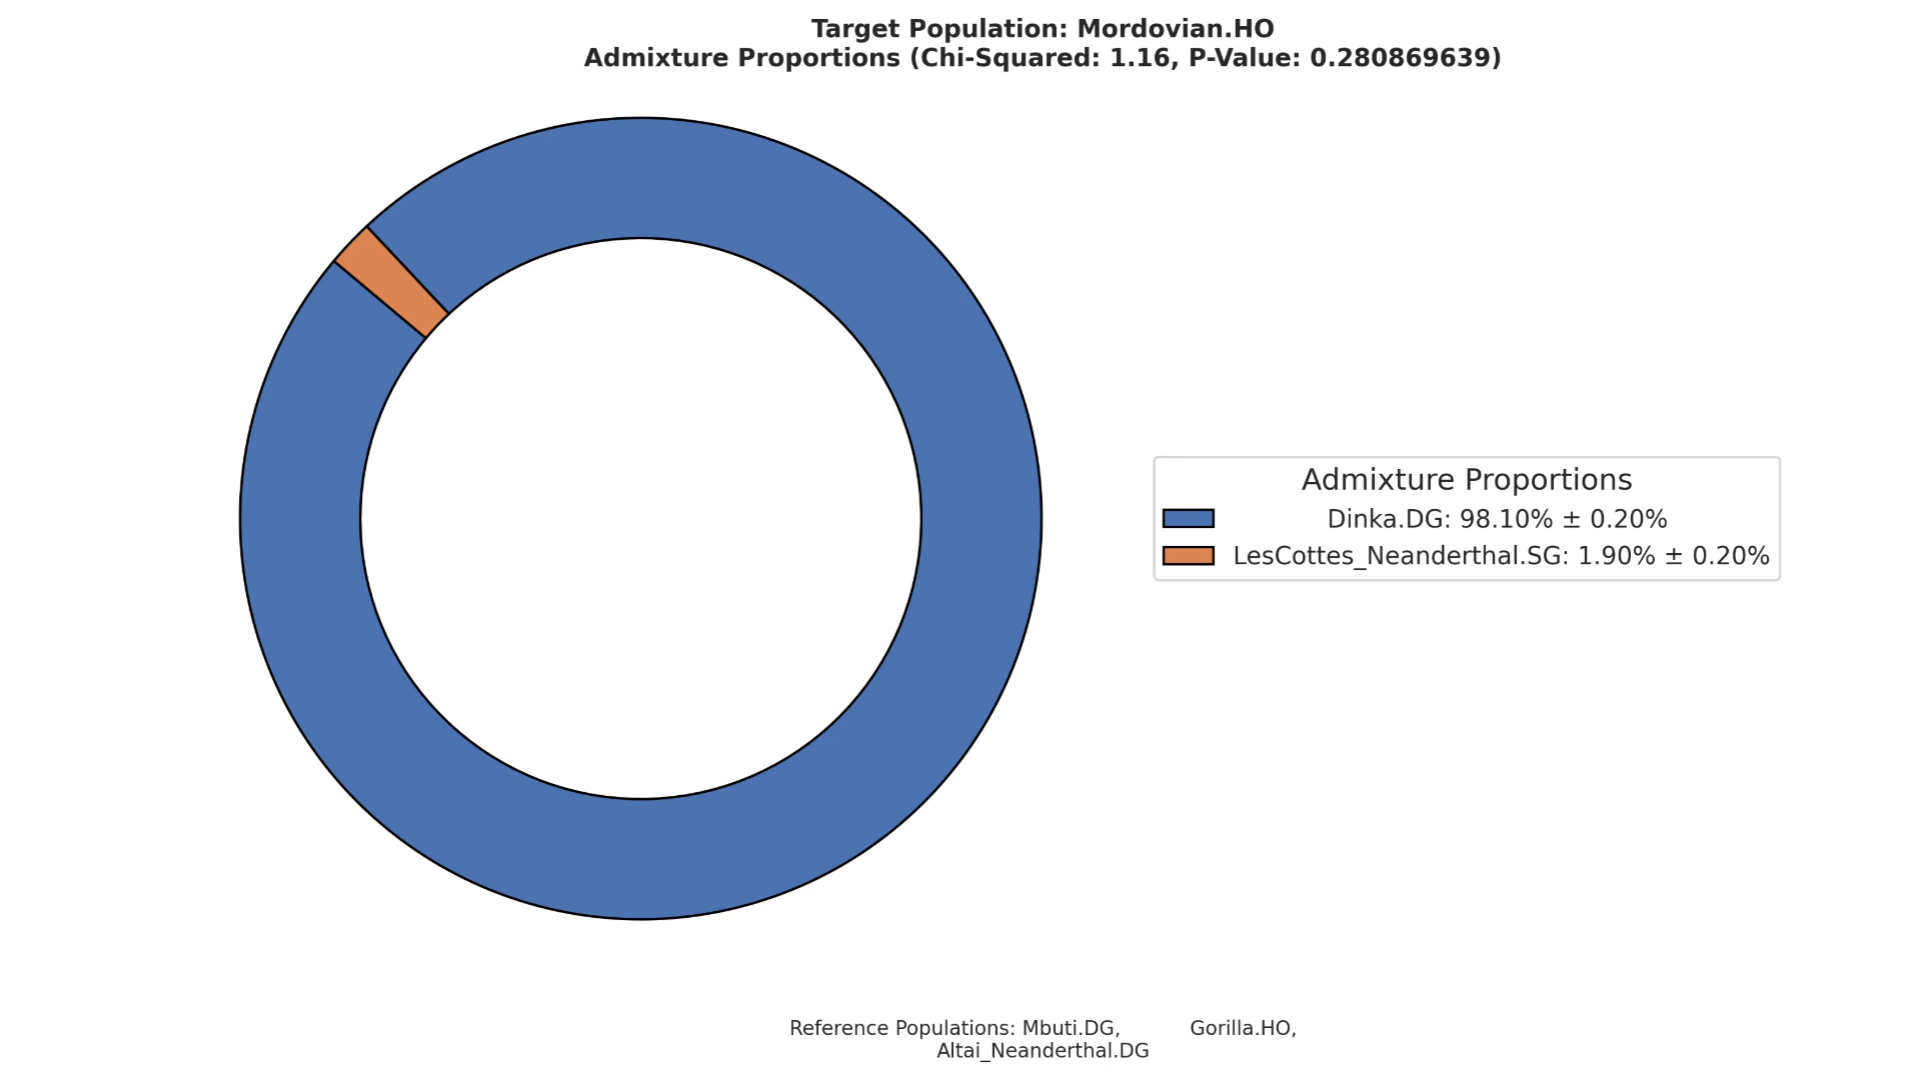 Target Population: Mordovian.HO
Admixture Proportions (Chi-Squared: 1.16, P-Value: 0.280869639)
Admixture Proportions
Dinka.DG: 98.10% ± 0.20%
LesCottes_Neanderthal.SG: 1.90% ± 0.20%
Reference Populations: Mbuti.DG, Gorilla.HO,
Altai_Neanderthal.DG